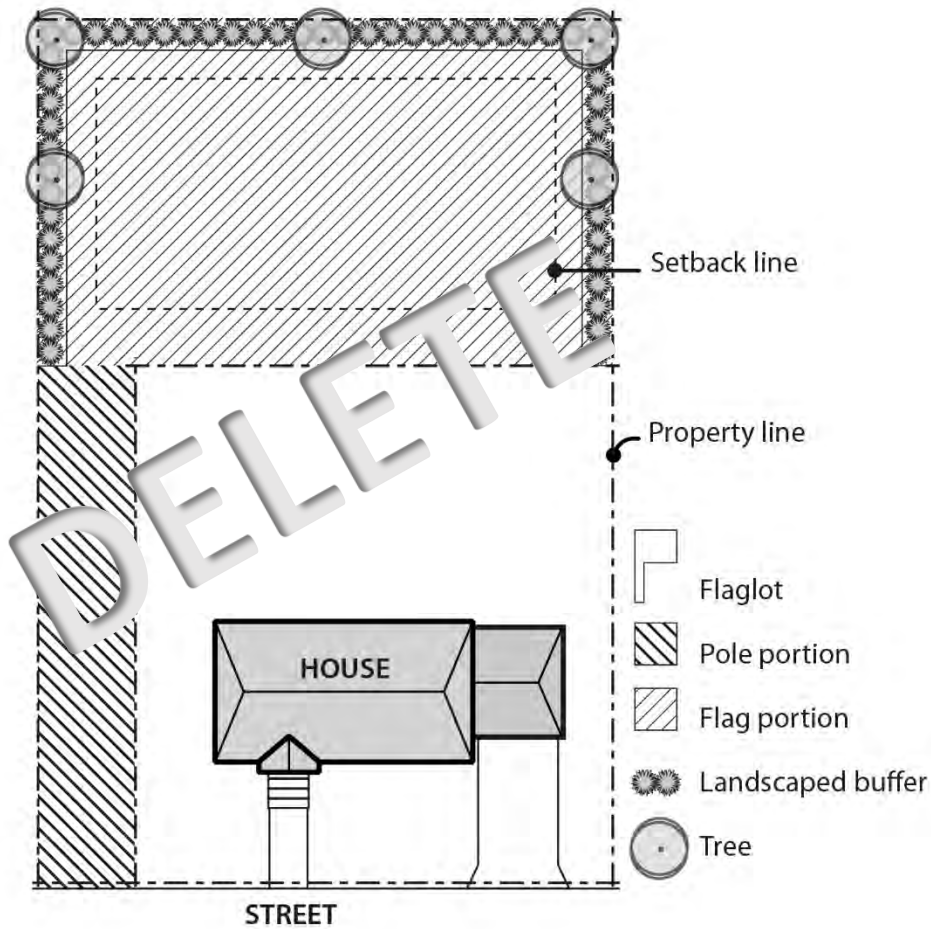 Setback line
DELETE
Property line
Flaglot
Pole portion
HOUSE
Flag portion
Landscaped buffer
Tree
STREET